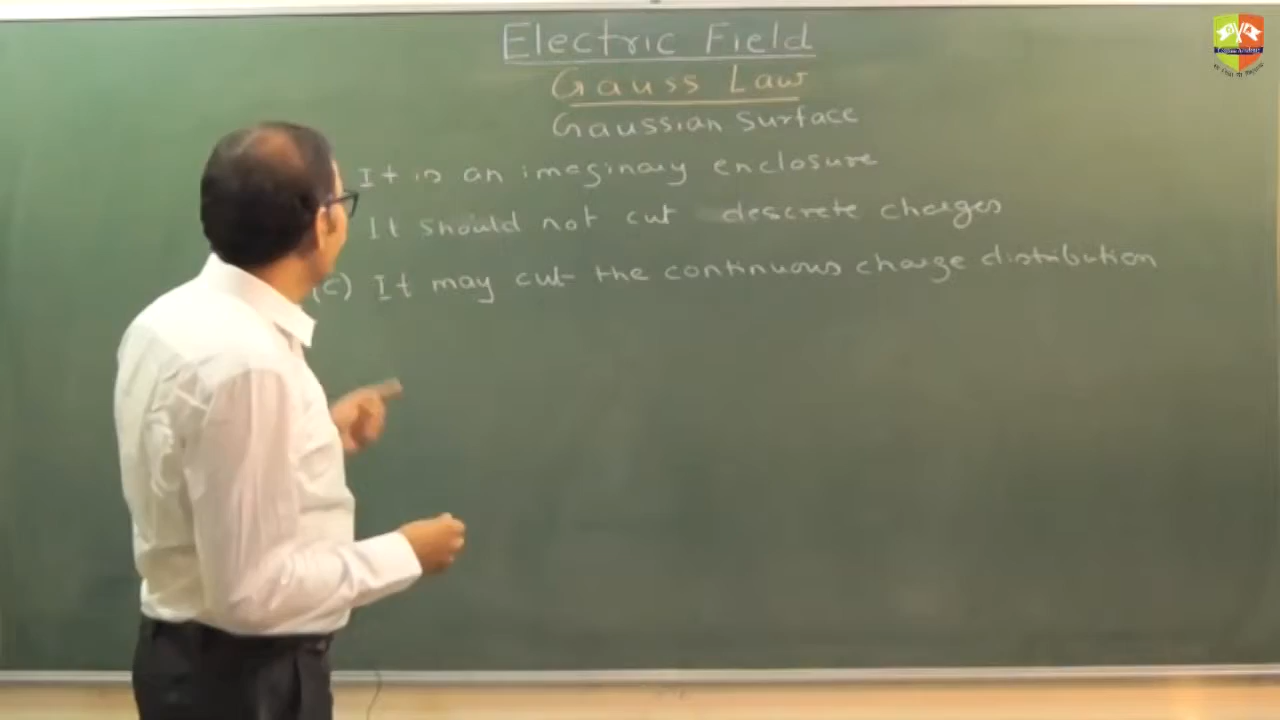 Electric Field
Gauss Law
Gaussian Surface
It is an imaginary enclosure
It should not cut descrete charges
(c) It may cut the continuous charge distribution